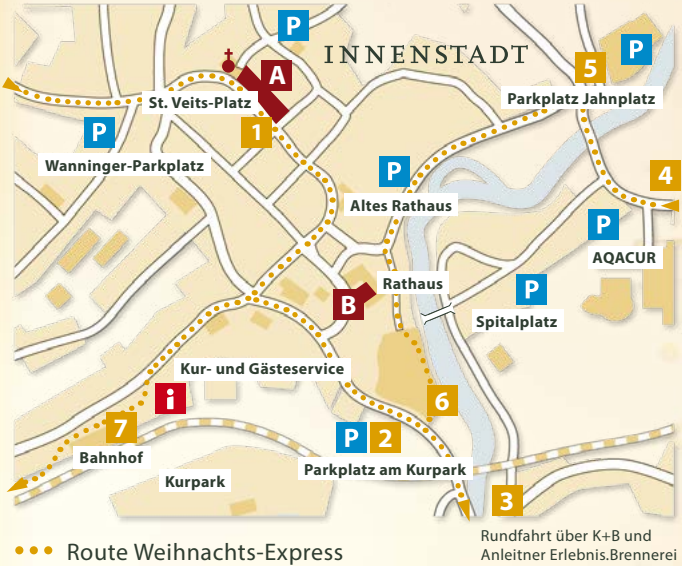 P
INNENSTADT
P
A
5
St. Veits-Platz
Parkplatz Jahnplatz
P
1
Wanninger-Parkplatz
P
4
Altes Rathaus
P
AQACUR
Rathaus
P
B
Spitalplatz
Kur- und Gästeservice
i
6
7
P
2
Bahnhof
Parkplatz am Kurpark
Kurpark
3
Rundfahrt über K+B und
Anleitner Erlebnis.Brennerei
Route Weihnachts-Express